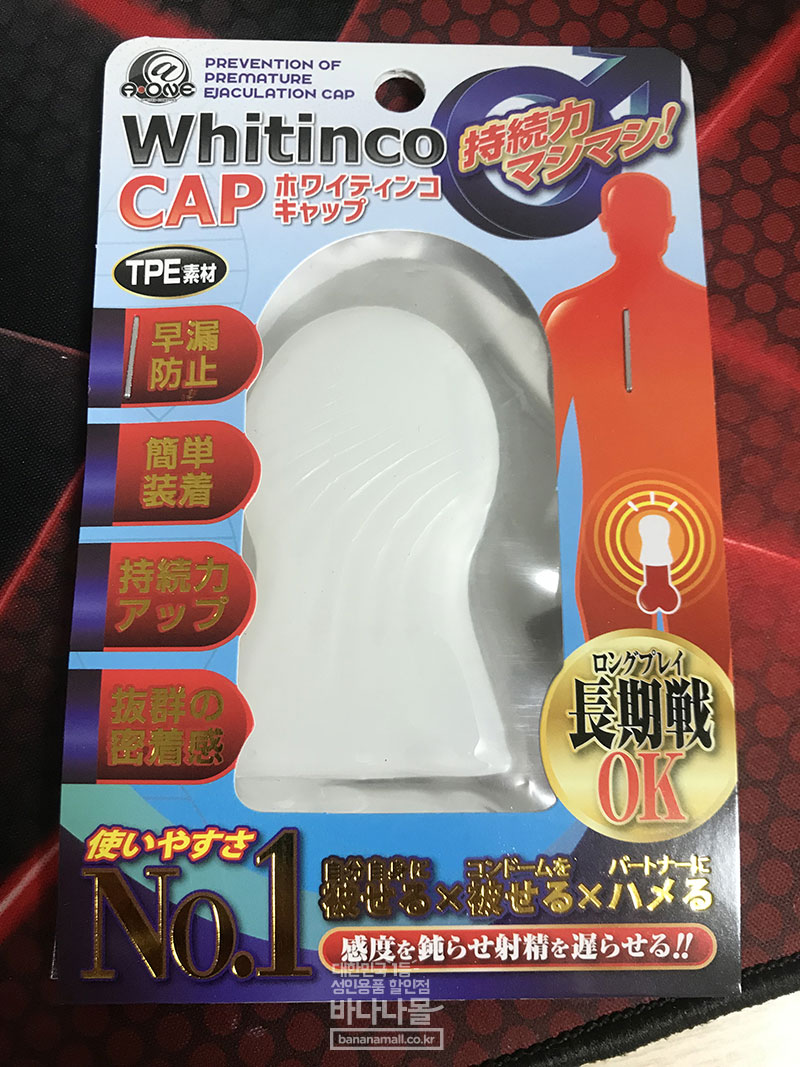 @
A-ONE
PREVENTION OF
PREMATURE
EJACULATION CAP
Whitinco
CAP
ホワイティンコ
キャップ
持続力
マシマシ!
TPE素材
早漏
防止
簡単
装着
持続力
アップ
抜群の
密着感
ロングプレイ
長期戦
OK
使いやすさ
No.1
自分自身に コンドームを パートナーに
被せる×被せる×ハメる
感度を鈍らせ射精を遅らせる!!
대한민국 1등
성인용품 할인점
바나나몰
bananamall.co.kr